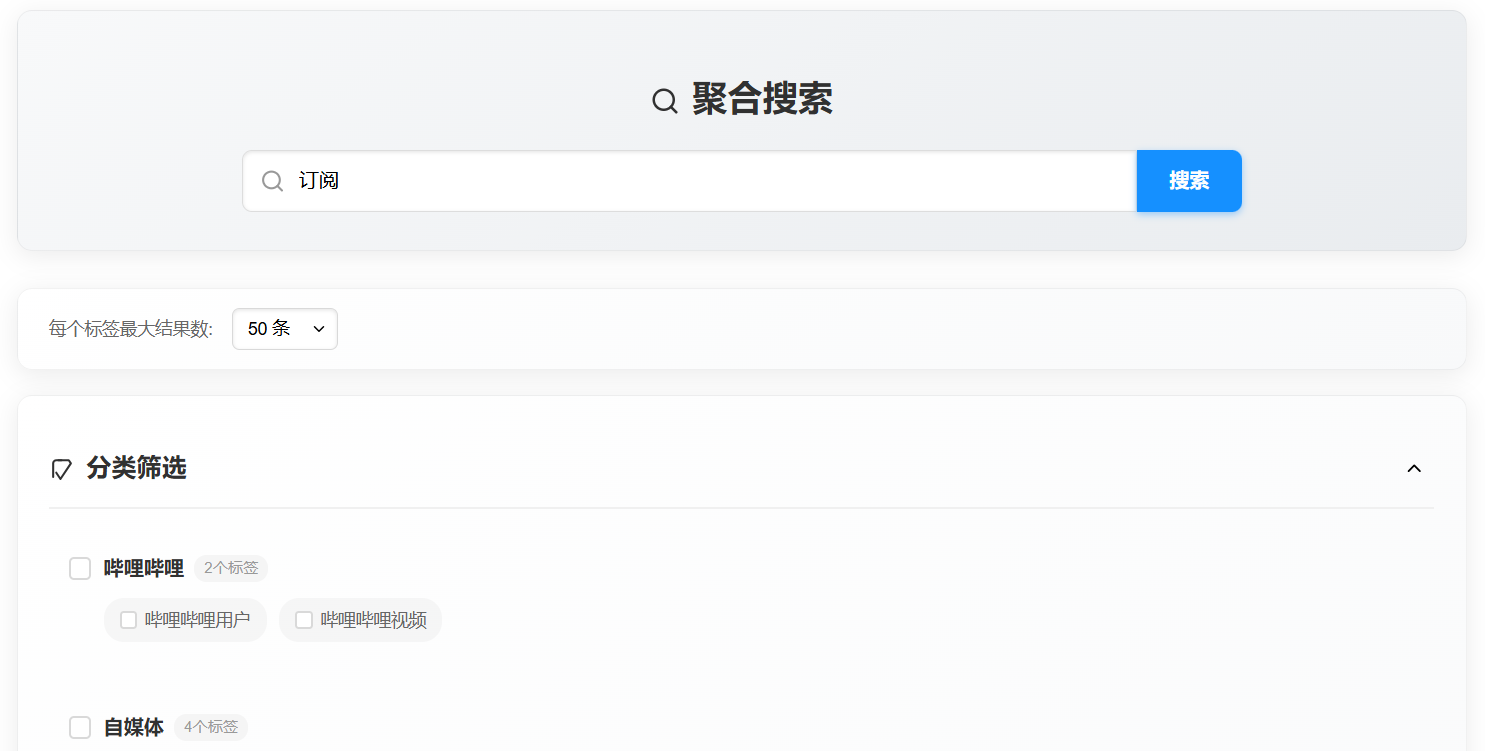 聚合搜索
订阅 搜索
每个标签最大结果数: 50 条
分类筛选
哔哩哔哩 2个标签
哔哩哔哩用户 哔哩哔哩视频
自媒体 4个标签